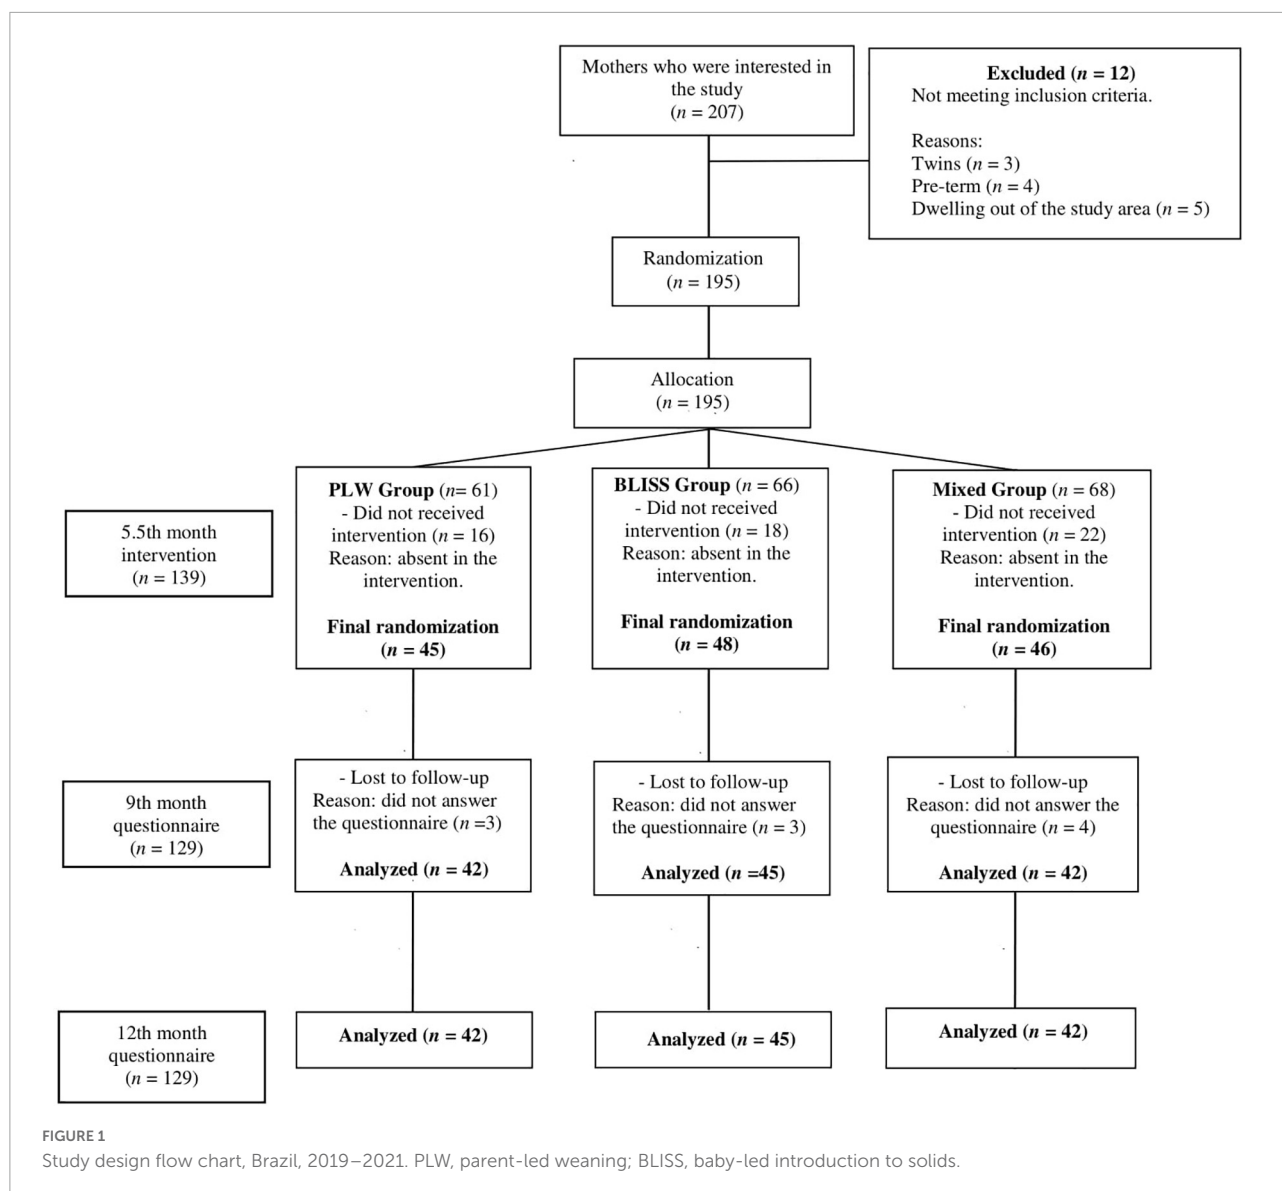 Mothers who were interested in
the study
(n = 207)
Excluded (n = 12)
Not meeting inclusion criteria.
Reasons:
Twins (n = 3)
Pre-term (n = 4)
Dwelling out of the study area (n = 5)
Randomization
(n = 195)
Allocation
(n = 195)
5.5th month
intervention
(n = 139)
PLW Group (n= 61)
- Did not received
intervention (n = 16)
Reason: absent in the
intervention.
Final randomization
(n = 45)
BLISS Group (n = 66)
- Did not received
intervention (n = 18)
Reason: absent in the
intervention.
Final randomization
(n = 48)
Mixed Group (n = 68)
- Did not received
intervention (n = 22)
Reason: absent in the
intervention.
Final randomization
(n = 46)
9th month
questionnaire
(n = 129)
- Lost to follow-up
Reason: did not answer
the questionnaire (n =3)
Analyzed (n = 42)
- Lost to follow-up
Reason: did not answer
the questionnaire (n = 3)
Analyzed (n =45)
- Lost to follow-up
Reason: did not answer the
questionnaire (n = 4)
Analyzed (n = 42)
12th month
questionnaire
(n = 129)
Analyzed (n = 42)
Analyzed (n = 45)
Analyzed (n = 42)
FIGURE 1
Study design flow chart, Brazil, 2019–2021. PLW, parent-led weaning; BLISS, baby-led introduction to solids.